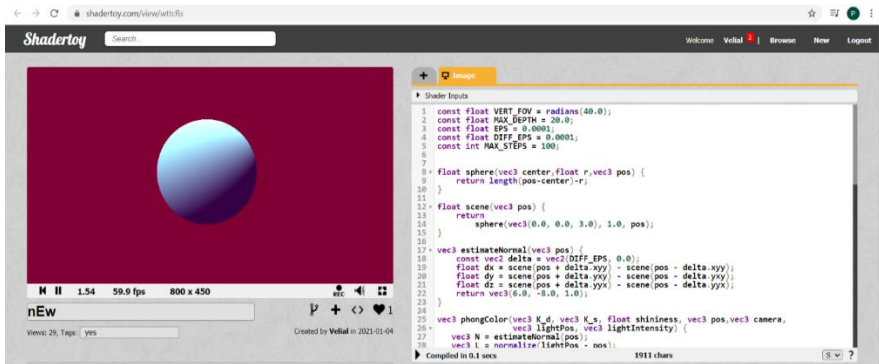 shadertoy.com/view/wttcRs
P
Shadertoy
Search...
Welcome Velial 2 | Browse New Logout
+ Image
Shader Inputs
1 const float VERT_FOV = radians(40.0);
2 const float MAX_DEPTH = 20.0;
3 const float EPS = 0.0001;
4 const float DIFF_EPS = 0.0001;
5 const int MAX_STEPS = 100;
6
7
8 float sphere(vec3 center,float r,vec3 pos) {
9 return length(pos-center)-r;
10 }
11
12 float scene(vec3 pos) {
13 return
14 sphere(vec3(0.0, 0.0, 3.0), 1.0, pos);
15 }
16
17 vec3 estimateNormal(vec3 pos) {
18 const vec2 delta = vec2(DIFF_EPS, 0.0);
19 float dx = scene(pos + delta.xyy) - scene(pos - delta.xyy);
20 float dy = scene(pos + delta.yxy) - scene(pos - delta.yxy);
21 float dz = scene(pos + delta.yyx) - scene(pos - delta.yyx);
22 return vec3(6.0, -8.0, 1.0);
23 }
24
25 vec3 phongColor(vec3 K_d, vec3 K_s, float shininess, vec3 pos,vec3 camera,
26 vec3 lightPos, vec3 lightIntensity) {
27 vec3 N = estimateNormal(pos);
28 vec3 L = normalize(lightPos - pos);
Compiled in 0.1 secs 1911 chars S ?
1.54 59.9 fps 800 x 450 REC
nEw
1
Views: 29, Tags: yes
Created by Velial in 2021-01-04